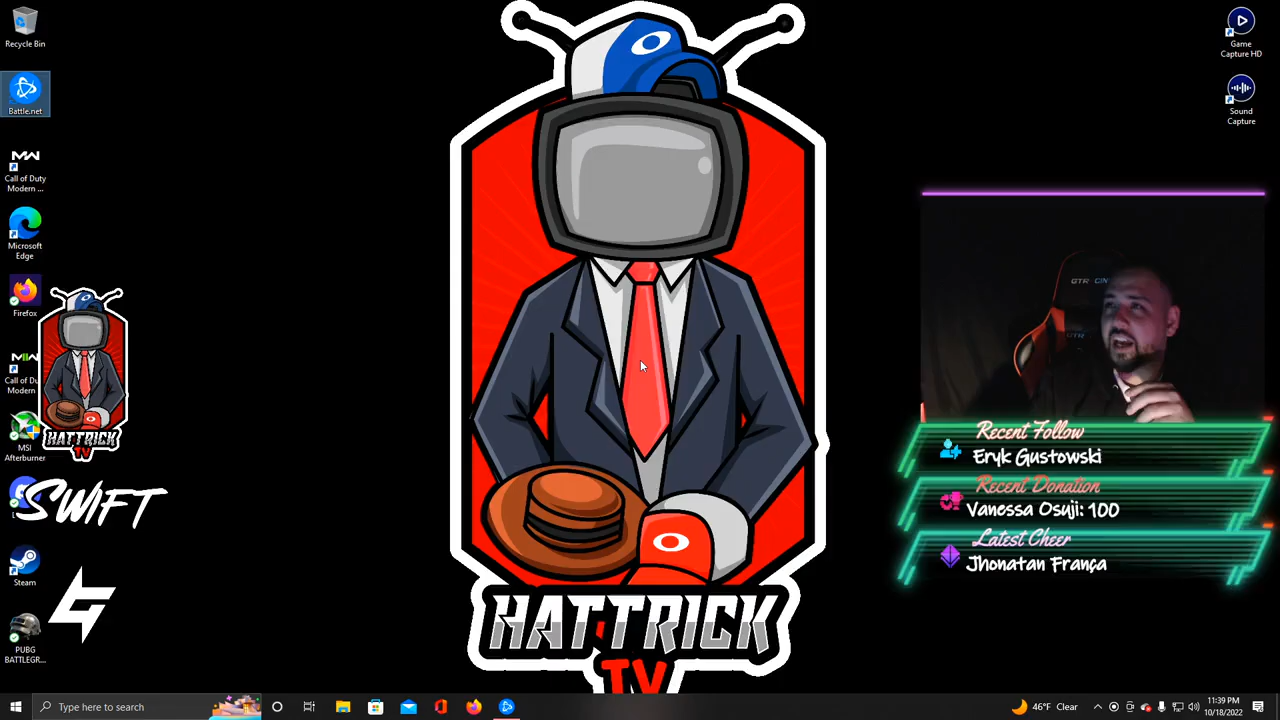 Recycle Bin
Battle.net
Call of Duty
Modern ...
Microsoft
Edge
Firefox
Call of Du
Modern
MSI
Afterburner
Steam
PUBG
BATTLEGR...
HATTRICK
TV
SWIFT
G
HATTRICK
TV
Game
Capture HD
Sound
Capture
GTR
GTR
Recent Follow
Eryk Gustowski
Recent Donation
Vanessa Osuji: 100
Latest Cheer
Jhonatan França
Type here to search
46°F Clear
11:39 PM
10/18/2022